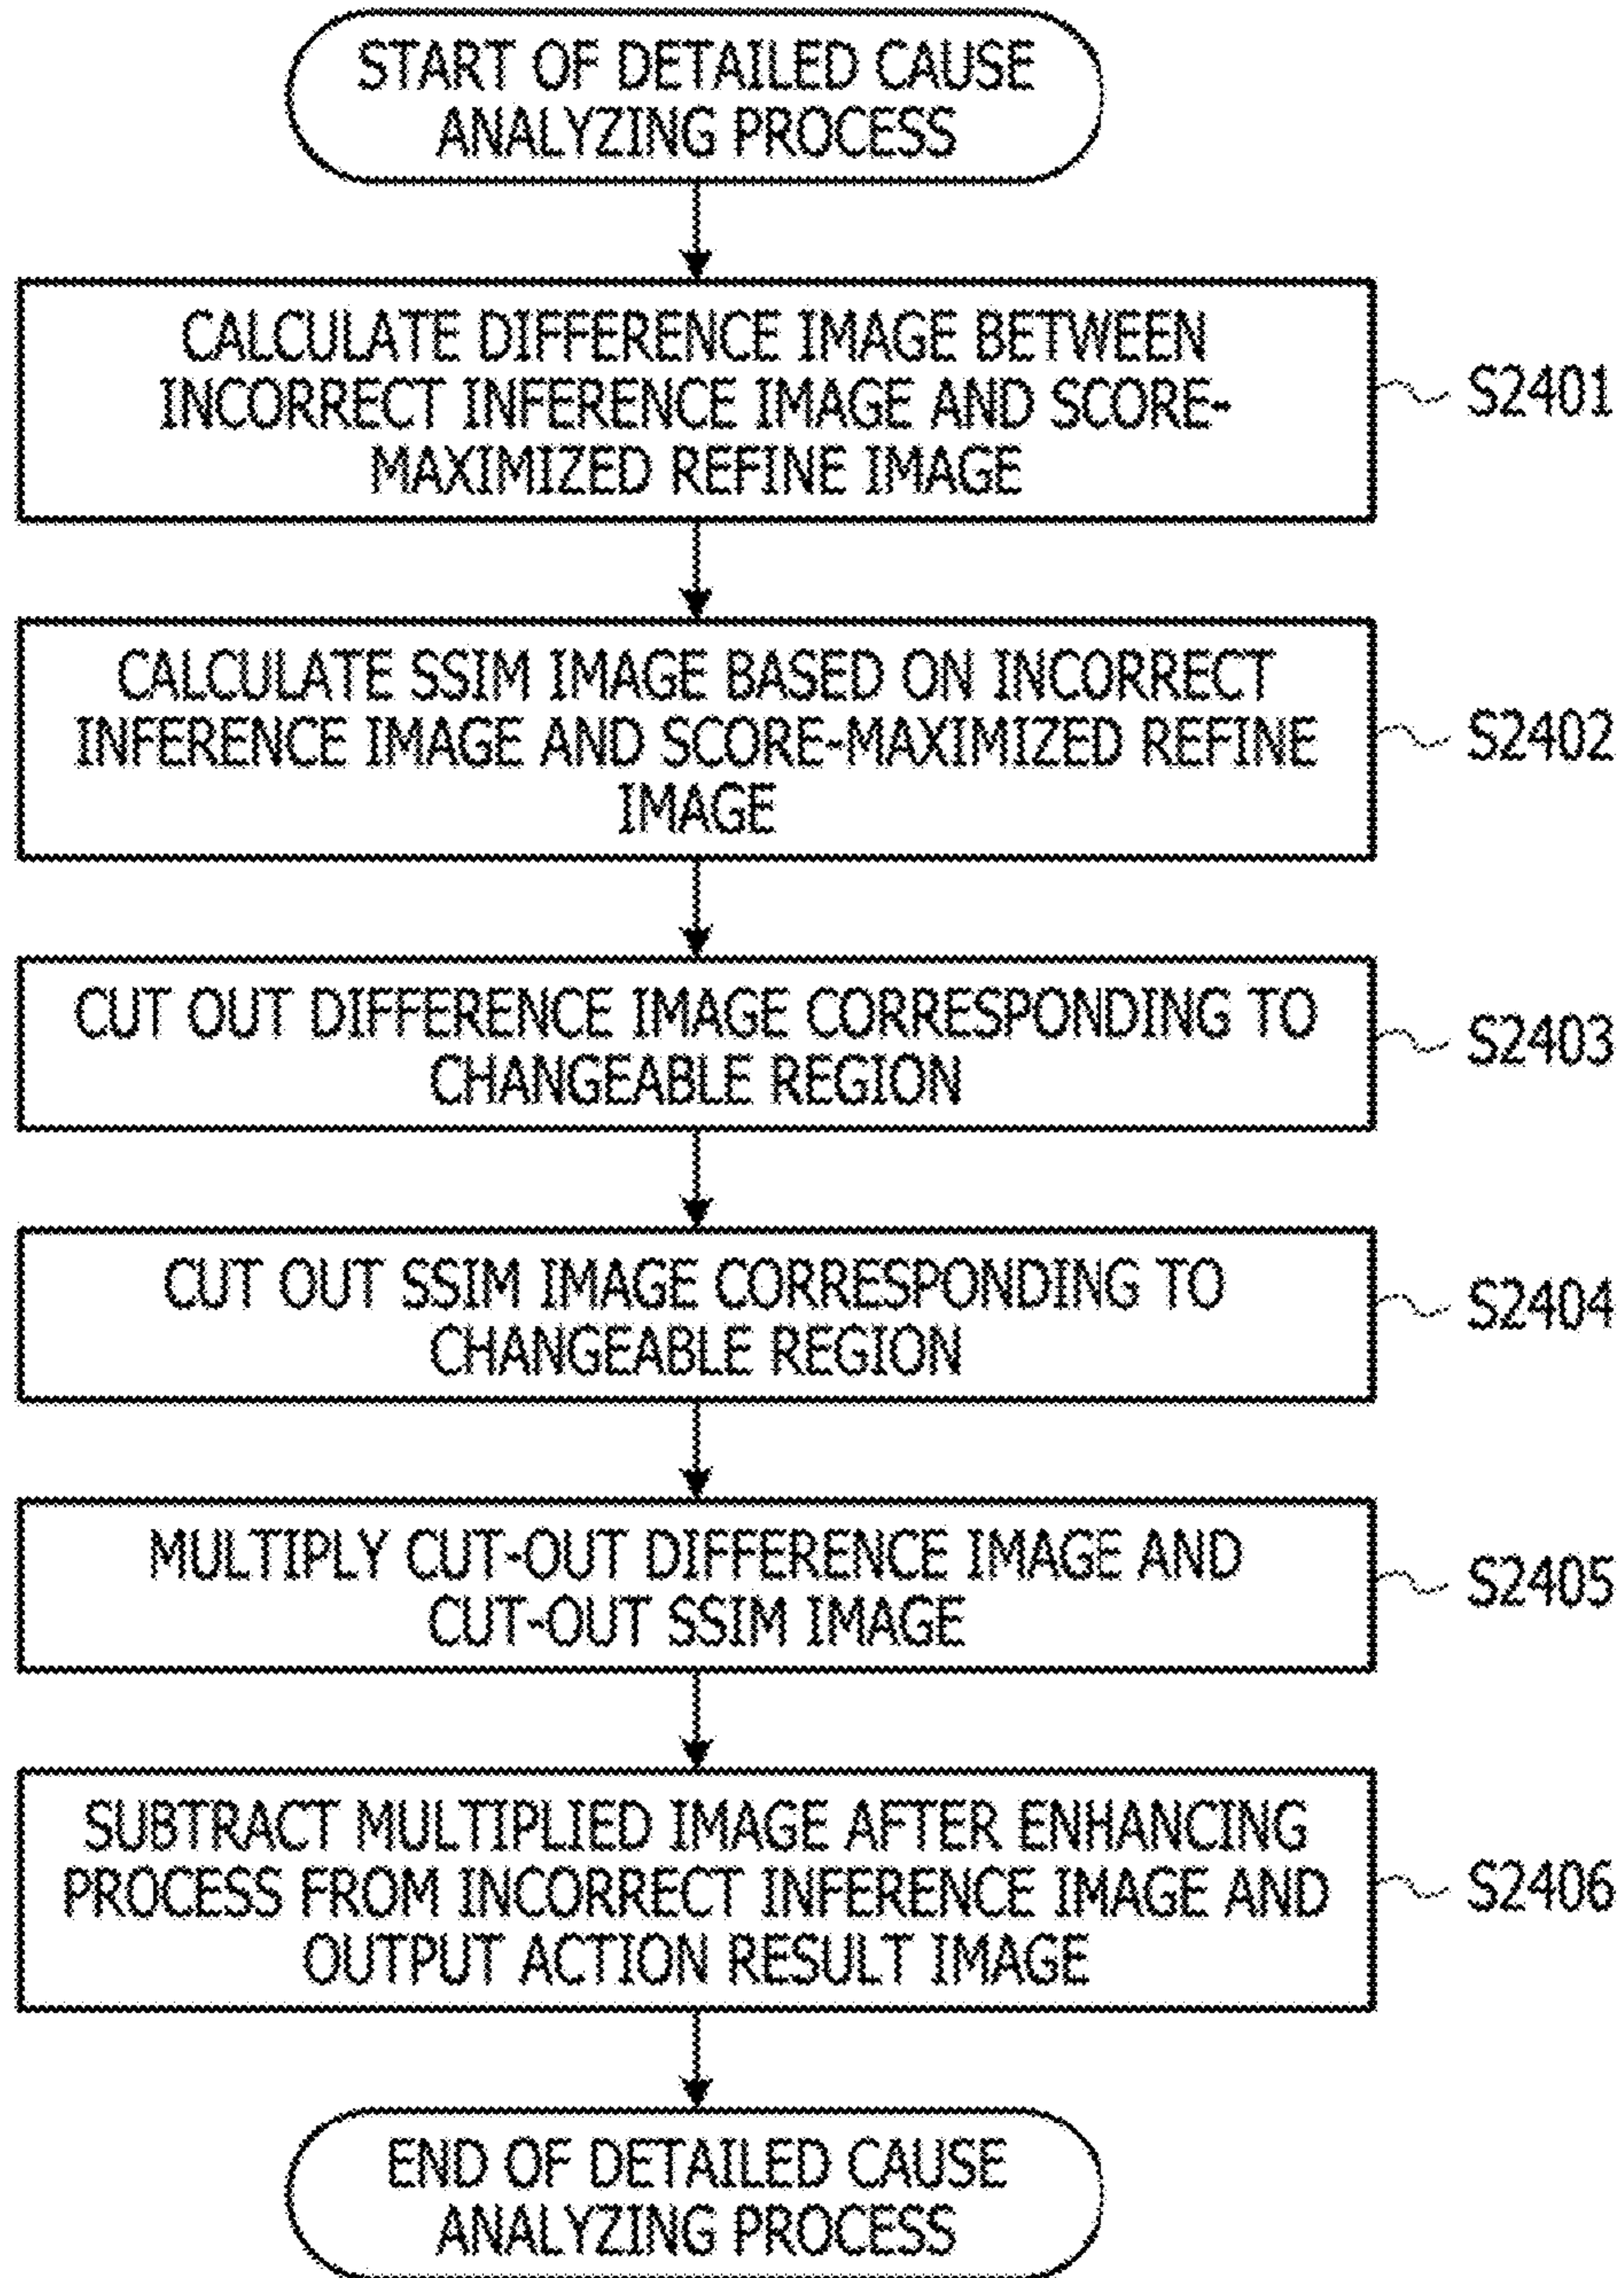 START OF DETAILED CAUSE
ANALYZING PROCESS
CALCULATE DIFFERENCE IMAGE BETWEEN
INCORRECT INFERENCE IMAGE AND SCORE-
MAXIMIZED REFINE IMAGE
S2401
CALCULATE SSIM IMAGE BASED ON INCORRECT
INFERENCE IMAGE AND SCORE-MAXIMIZED REFINE
IMAGE
S2402
CUT OUT DIFFERENCE IMAGE CORRESPONDING TO
CHANGEABLE REGION
S2403
CUT OUT SSIM IMAGE CORRESPONDING TO
CHANGEABLE REGION
S2404
MULTIPLY CUT-OUT DIFFERENCE IMAGE AND
CUT-OUT SSIM IMAGE
S2405
SUBTRACT MULTIPLIED IMAGE AFTER ENHANCING
PROCESS FROM INCORRECT INFERENCE IMAGE AND
OUTPUT ACTION RESULT IMAGE
S2406
END OF DETAILED CAUSE
ANALYZING PROCESS